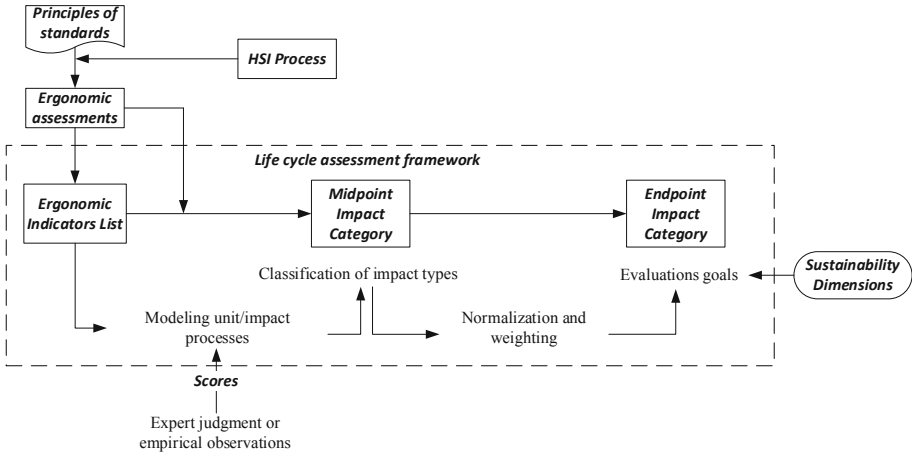 Principles of
standards
HSI Process
Ergonomic
assessments
Life cycle assessment framework
Ergonomic
Indicators List
Midpoint
Impact
Category
Endpoint
Impact
Category
Classification of impact types
Evaluations goals
Sustainability
Dimensions
Modeling unit/impact
processes
Normalization and
weighting
Scores
Expert judgment or
empirical observations